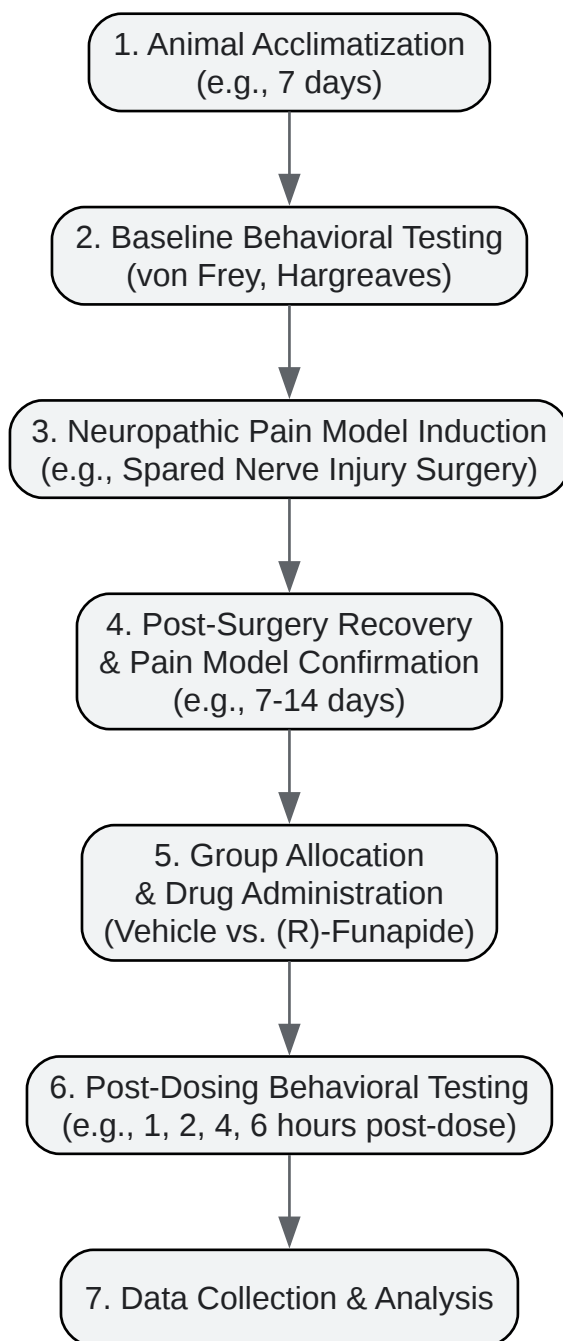 1. Animal Acclimatization
(e.g., 7 days)
2. Baseline Behavioral Testing
(von Frey, Hargreaves)
3. Neuropathic Pain Model Induction
(e.g., Spared Nerve Injury Surgery)
4. Post-Surgery Recovery
& Pain Model Confirmation
(e.g., 7-14 days)
5. Group Allocation
& Drug Administration
(Vehicle vs. (R)-Funapide)
6. Post-Dosing Behavioral Testing
(e.g., 1, 2, 4, 6 hours post-dose)
7. Data Collection & Analysis